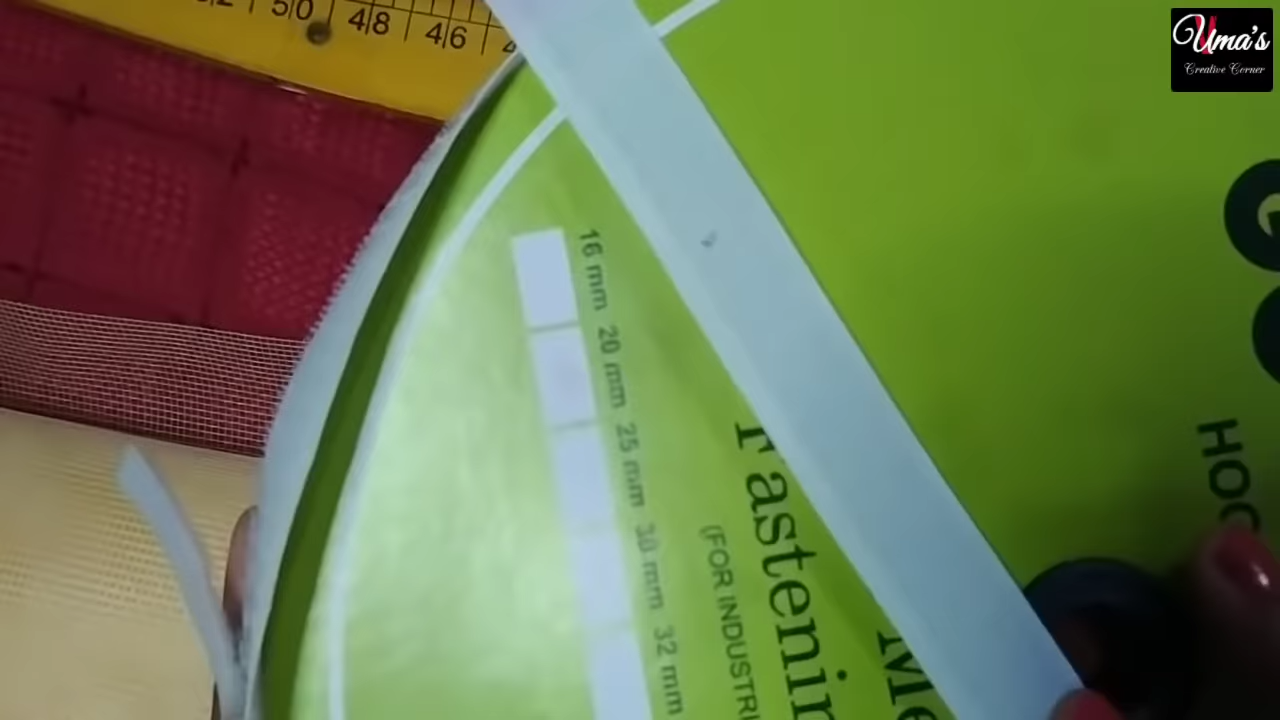 50 48 46
Uma's
Creative Corner
16 mm 20 mm 25 mm 30 mm 32 mm
(FOR INDUSTRI
Fastenin
Me
HOO